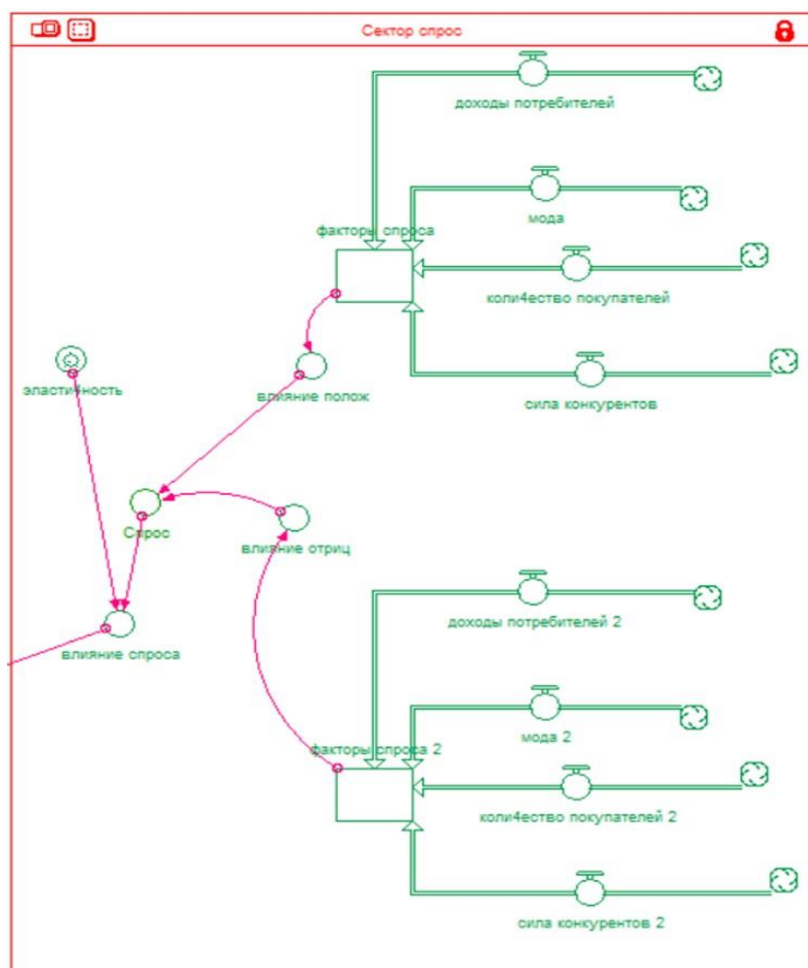 Сектор спрос
доходы потребителей
мода
факторы спроса
коли4ество покупателей
эласти4ность
влияние полож
сила конкурентов
Спрос
влияние отриц
влияние спроса
доходы потребителей 2
мода 2
факторы спроса 2
коли4ество покупателей 2
сила конкурентов 2